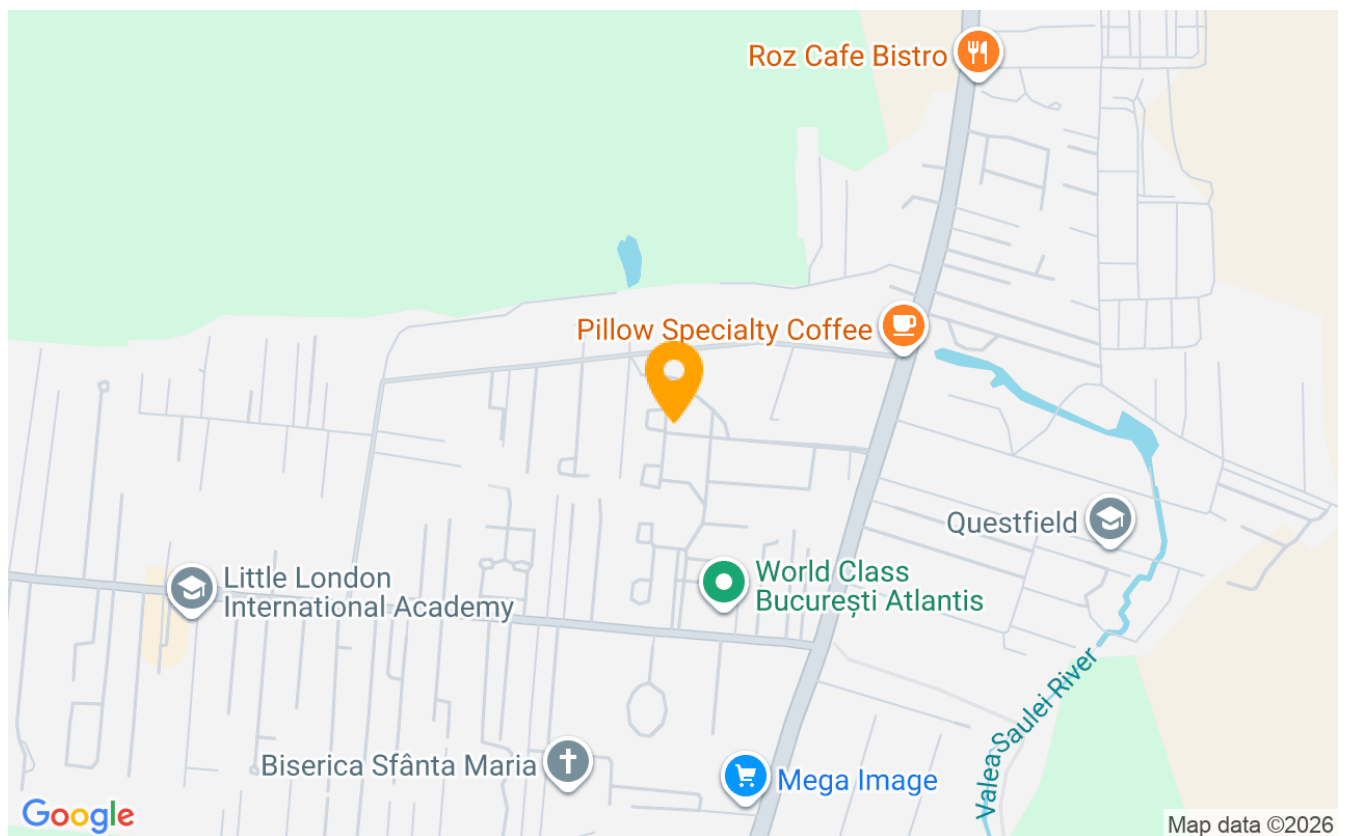 Roz Cafe Bistro
Pillow Specialty Coffee
Questfield
World Class
București Atlantis
Little London
International Academy
Valea Saulei River
Biserica Sfânta Maria
Mega Image
Google
Map data ©2026